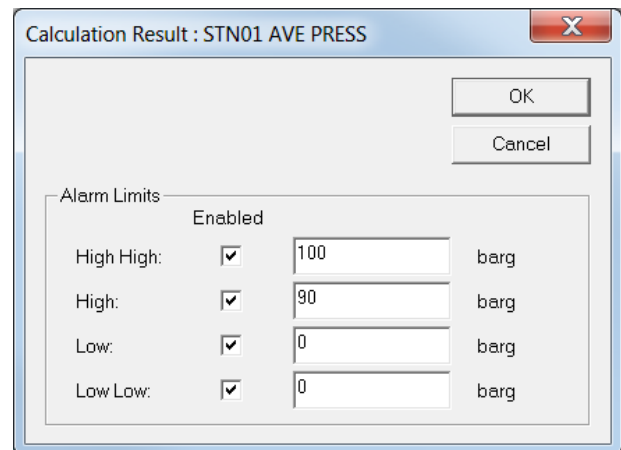 Calculation Result : STN01 AVE PRESS
OK
Cancel
Alarm Limits
Enabled
High High: 100 barg
High: 90 barg
Low: 0 barg
Low Low: 0 barg